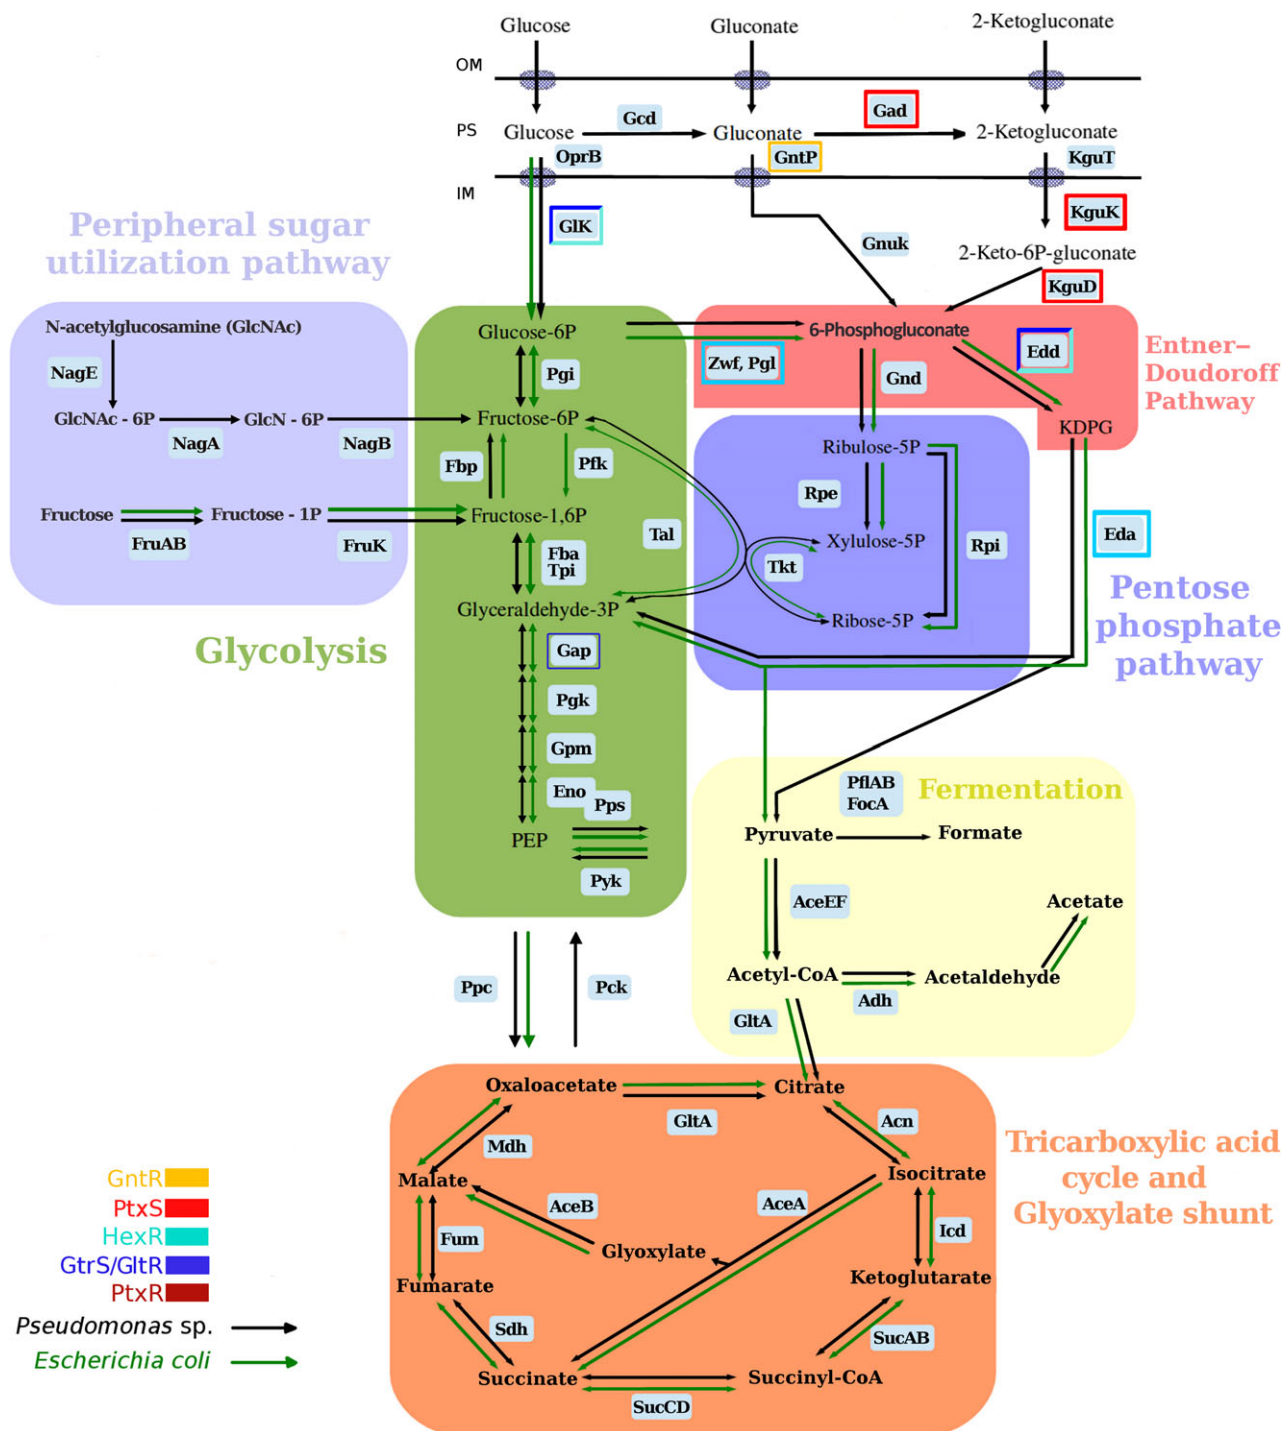 Glucose
Gluconate
2-Ketogluconate
OM
Gcd
Gad
PS
Glucose
Gluconate
2-Ketogluconate
OprB
GntP
KguT
IM
Peripheral sugar
utilization pathway
GlK
KguK
Gnuk
2-Keto-6P-gluconate
KguD
N-acetylglucosamine (GlcNAc)
Glucose-6P
6-Phosphogluconate
Entner–
Doudoroff
Pathway
NagE
Pgi
Zwf, Pgl
Gnd
Edd
GlcNAc - 6P
GlcN - 6P
Fructose-6P
KDPG
NagA
NagB
Fbp
Pfk
Ribulose-5P
Rpe
Fructose
Fructose - 1P
Fructose-1,6P
FruAB
FruK
Tal
Xylulose-5P
Rpi
Eda
Fba
Tpi
Tkt
Glyceraldehyde-3P
Ribose-5P
Pentose
phosphate
pathway
Glycolysis
Gap
Pgk
Gpm
Eno
Pps
PflAB
FocA
Fermentation
PEP
Pyruvate
Formate
Pyk
AceEF
Acetate
Ppc
Pck
Acetyl-CoA
Acetaldehyde
Adh
GltA
Oxaloacetate
Citrate
GltA
Acn
Mdh
Tricarboxylic acid
cycle and
Glyoxylate shunt
Malate
Isocitrate
AceB
AceA
Fum
Glyoxylate
Icd
Fumarate
Ketoglutarate
Sdh
SucAB
Succinate
Succinyl-CoA
SucCD
GntR
PtxS
HexR
GtrS/GltR
PtxR
Pseudomonas sp.
Escherichia coli